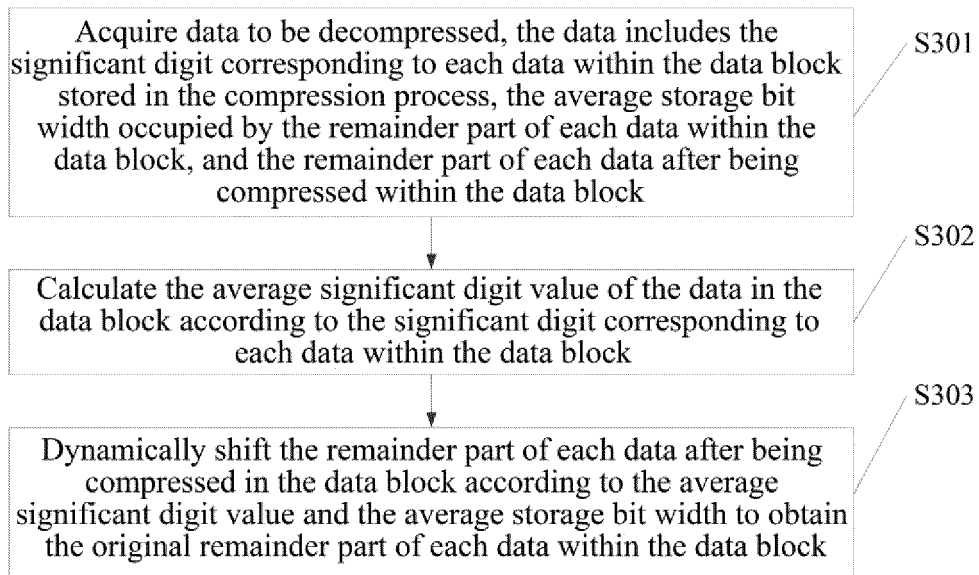 Acquire data to be decompressed, the data includes the
significant digit corresponding to each data within the data block
stored in the compression process, the average storage bit
width occupied by the remainder part of each data within the
data block, and the remainder part of each data after being
compressed within the data block
S301
Calculate the average significant digit value of the data in the
data block according to the significant digit corresponding to
each data within the data block
S302
Dynamically shift the remainder part of each data after being
compressed in the data block according to the average
significant digit value and the average storage bit width to obtain
the original remainder part of each data within the data block
S303